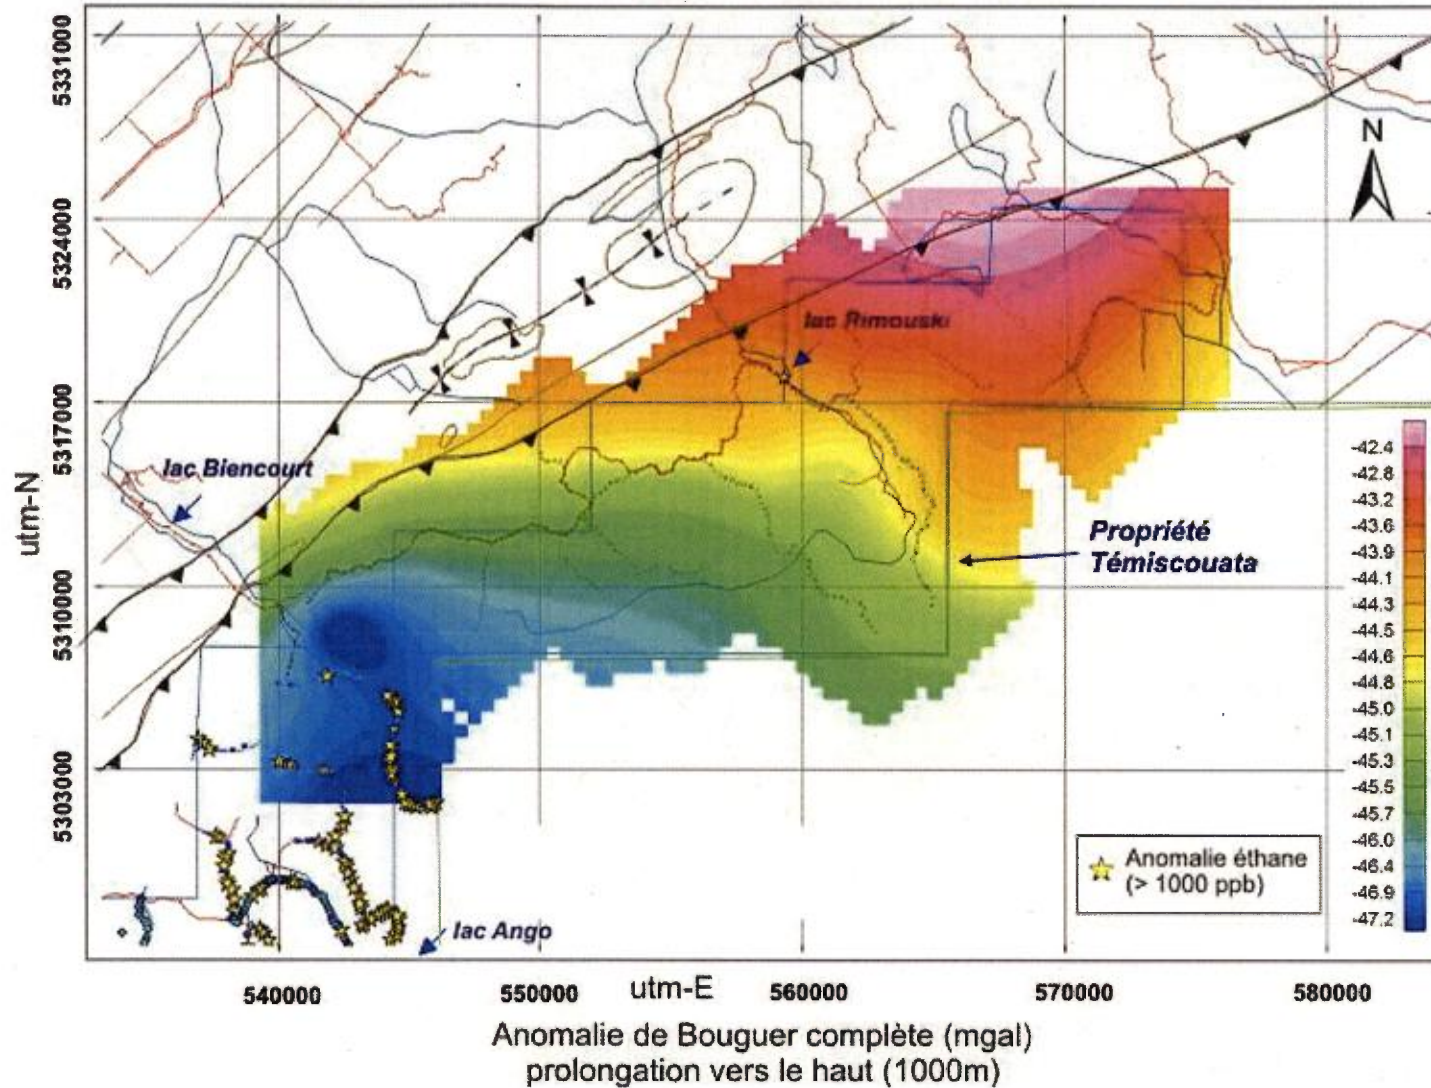 5331000
N
5324000
lac Rimouski
5317000
-42.4
lac Biencourt
-42.8
-43.2
utm-N
-43.6
Propriété
Témiscouata
-43.9
-44.1
5310000
-44.3
-44.5
-44.6
-44.8
-45.0
-45.1
5303000
-45.3
-45.5
-45.7
-46.0
Anomalie éthane
(> 1000 ppb)
-46.4
-46.9
-47.2
lac Ango
540000
550000
utm-E
560000
570000
580000
Anomalie de Bouguer complète (mgal)
prolongation vers le haut (1000m)